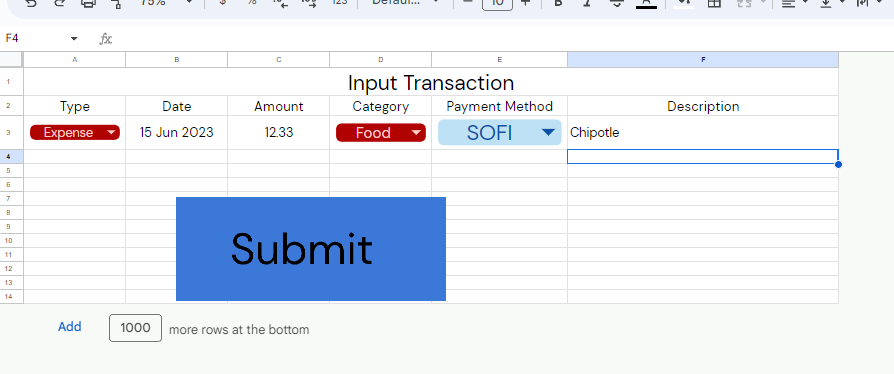 75% $ % 123 Defaul... 10 B I A
F4 fx
A B C D E F
1 Input Transaction
2 Type Date Amount Category Payment Method Description
3 Expense 15 Jun 2023 12.33 Food SOFI Chipotle
4
5
6
7
8
9
10
11
12
13
14
Submit
Add 1000 more rows at the bottom